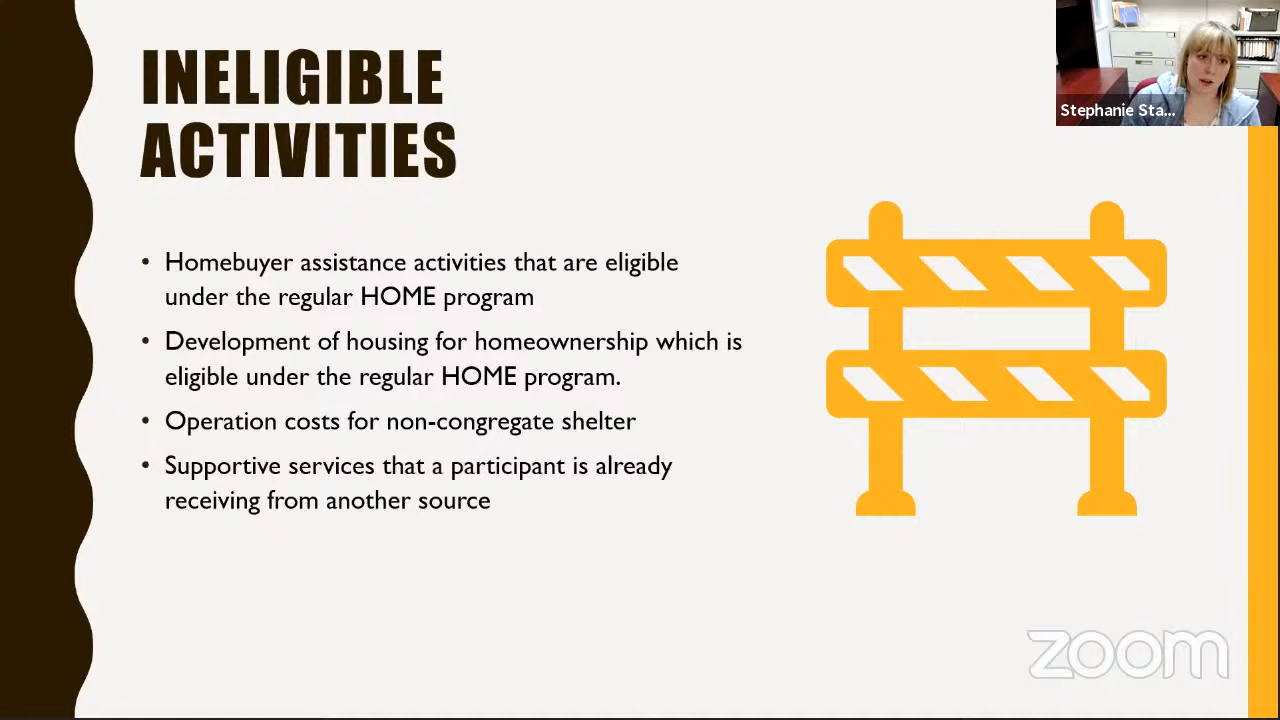 INELIGIBLE
ACTIVITIES
Stephanie Sta...
• Homebuyer assistance activities that are eligible
under the regular HOME program
• Development of housing for homeownership which is
eligible under the regular HOME program.
• Operation costs for non-congregate shelter
• Supportive services that a participant is already
receiving from another source
zoom